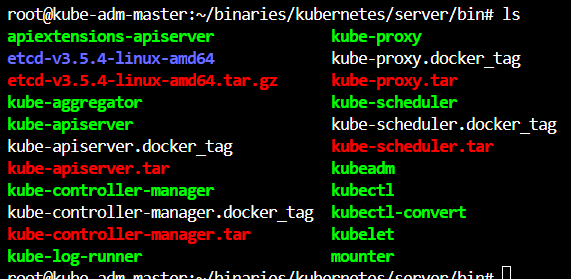 root@kube-adm-master:~/binaries/kubernetes/server/bin# ls
apiextensions-apiserver kube-proxy
etcd-v3.5.4-linux-amd64 kube-proxy.docker_tag
etcd-v3.5.4-linux-amd64.tar.gz kube-proxy.tar
kube-aggregator kube-scheduler
kube-apiserver kube-scheduler.docker_tag
kube-apiserver.docker_tag kube-scheduler.tar
kube-apiserver.tar kubeadm
kube-controller-manager kubectl
kube-controller-manager.docker_tag kubectl-convert
kube-controller-manager.tar kubelet
kube-log-runner mounter
root@kube-adm-master:~/binaries/kubernetes/server/bin#